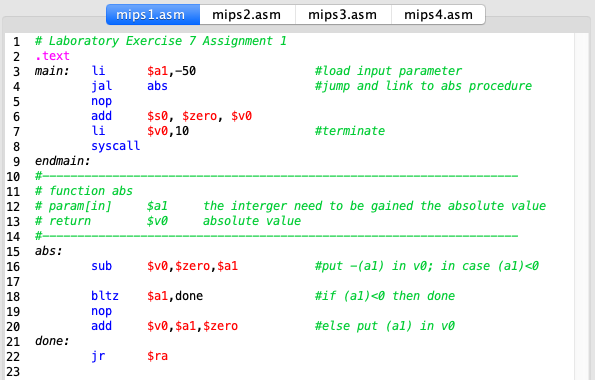 mips1.asm mips2.asm mips3.asm mips4.asm
1 # Laboratory Exercise 7 Assignment 1
2 .text
3 main: li $a1,-50 #load input parameter
4 jal abs #jump and link to abs procedure
5 nop
6 add $s0, $zero, $v0
7 li $v0,10 #terminate
8 syscall
9 endmain:
10 #--------------------------------------------------------------------
11 # function abs
12 # param[in] $a1 the interger need to be gained the absolute value
13 # return $v0 absolute value
14 #--------------------------------------------------------------------
15 abs:
16 sub $v0,$zero,$a1 #put -(a1) in v0; in case (a1)<0
17
18 bltz $a1,done #if (a1)<0 then done
19 nop
20 add $v0,$a1,$zero #else put (a1) in v0
21 done:
22 jr $ra
23